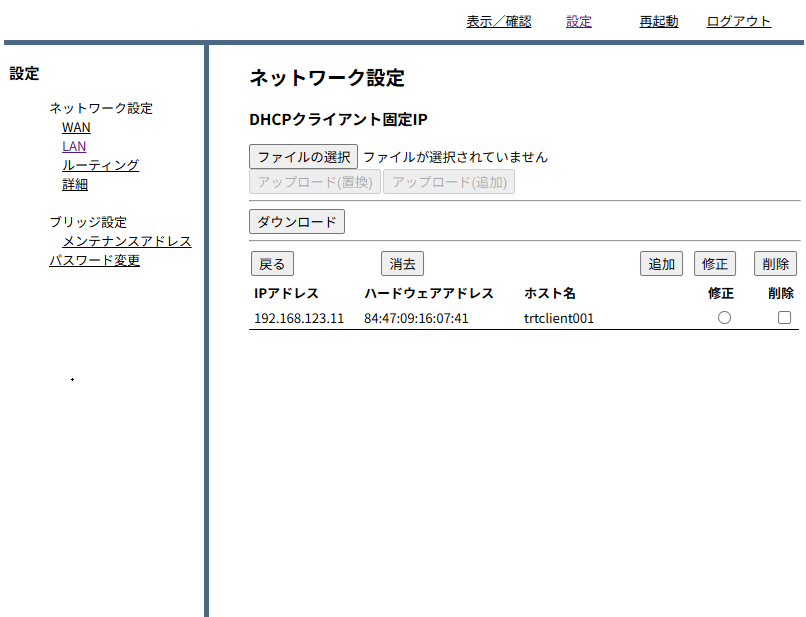 表示／確認 設定 再起動 ログアウト
設定
ネットワーク設定
WAN
LAN
ルーティング
詳細
ブリッジ設定
メンテナンスアドレス
パスワード変更
ネットワーク設定
DHCPクライアント固定IP
ファイルの選択 ファイルが選択されていません
アップロード(置換) アップロード(追加)
ダウンロード
戻る 消去 追加 修正 削除
IPアドレス ハードウェアアドレス ホスト名 修正 削除
192.168.123.11 84:47:09:16:07:41 trtclient001